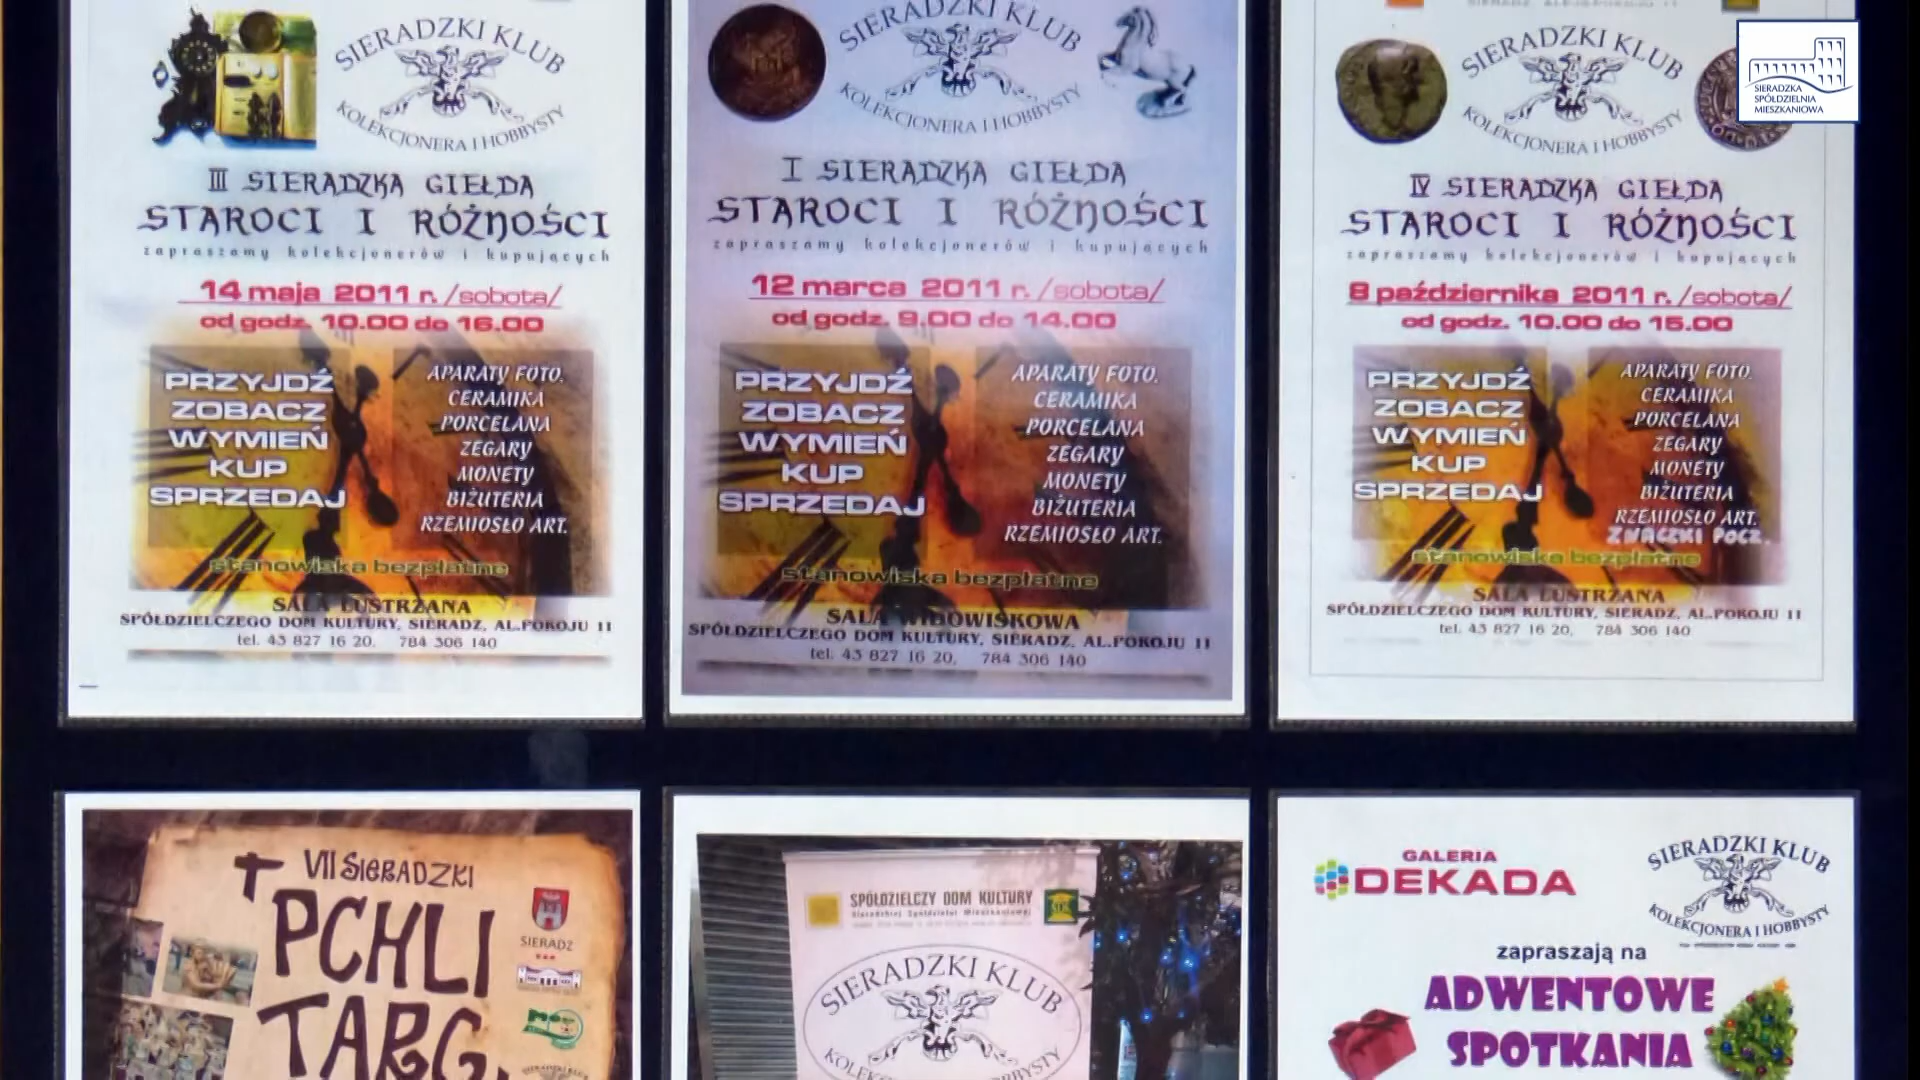 SIERADZKI KLUB
KOLEKCJONERA I HOBBYSTY
III SIERADZKA GIEŁDA
STAROCI I RÓŻNOŚCI
zapraszamy kolekcjonerów i kupujących
14 maja 2011 r. /sobota/
od godz. 10.00 do 16.00
PRZYJDŹ
ZOBACZ
WYMIEŃ
KUP
SPRZEDAJ
APARATY FOTO.
CERAMIKA
PORCELANA
ZEGARY
MONETY
BIŻUTERIA
RZEMIOSŁO ART.
stanowiska bezpłatne
SALA LUSTRZANA
SPÓŁDZIELCZEGO DOM KULTURY, SIERADZ, AL.POKOJU 11
tel. 43 827 16 20, 784 306 140
SIERADZKI KLUB
KOLEKCJONERA I HOBBYSTY
I SIERADZKA GIEŁDA
STAROCI I RÓŻNOŚCI
zapraszamy kolekcjonerów i kupujących
12 marca 2011 r. /sobota/
od godz. 9.00 do 14.00
PRZYJDŹ
ZOBACZ
WYMIEŃ
KUP
SPRZEDAJ
APARATY FOTO.
CERAMIKA
PORCELANA
ZEGARY
MONETY
BIŻUTERIA
RZEMIOSŁO ART.
stanowiska bezpłatne
SALA WIDOWISKOWA
SPÓŁDZIELCZEGO DOM KULTURY, SIERADZ, AL.POKOJU 11
tel. 43 827 16 20, 784 306 140
SIERADZKI KLUB
KOLEKCJONERA I HOBBYSTY
IV SIERADZKA GIEŁDA
STAROCI I RÓŻNOŚCI
zapraszamy kolekcjonerów i kupujących
8 października 2011 r. /sobota/
od godz. 10.00 do 15.00
PRZYJDŹ
ZOBACZ
WYMIEŃ
KUP
SPRZEDAJ
APARATY FOTO.
CERAMIKA
PORCELANA
ZEGARY
MONETY
BIŻUTERIA
RZEMIOSŁO ART.
ZNACZKI POCZ.
stanowiska bezpłatne
SALA LUSTRZANA
SPÓŁDZIELCZEGO DOM KULTURY, SIERADZ, AL.POKOJU 11
tel. 43 827 16 20, 784 306 140
SIERADZKA
SPÓŁDZIELNIA
MIESZKANIOWA
VII SIERADZKI
PCHLI
TARG
SIERADZ
SPÓŁDZIELCZY DOM KULTURY
Sieradzkiej Spółdzielni Mieszkaniowej
SIERADZKI KLUB
GALERIA
DEKADA
SIERADZKI KLUB
KOLEKCJONERA I HOBBYSTY
zapraszają na
ADWENTOWE
SPOTKANIA